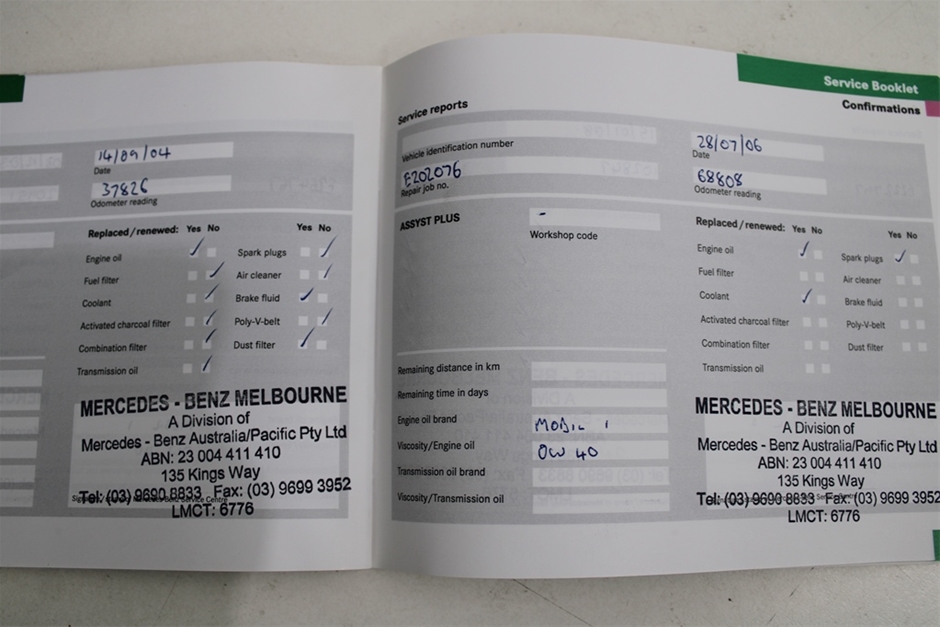 14/09/04
Date
37826
Odometer reading
Replaced/renewed: Yes No
Yes No
Engine oil
Spark plugs
Fuel filter
Air cleaner
Coolant
Brake fluid
Activated charcoal filter
Poly-V-belt
Combination filter
Dust filter
Transmission oil
MERCEDES - BENZ MELBOURNE
A Division of
Mercedes - Benz Australia/Pacific Pty Ltd
ABN: 23 004 411 410
135 Kings Way
Tel: (03) 9690 8833 Fax: (03) 9699 3952
LMCT: 6776
Service Booklet
Confirmations
Service reports
Vehicle identification number
28/07/06
Date
E202076
Repair job no.
68808
Odometer reading
ASSYST PLUS
-
Workshop code
Replaced/renewed: Yes No
Yes No
Engine oil
Spark plugs
Fuel filter
Air cleaner
Coolant
Brake fluid
Activated charcoal filter
Poly-V-belt
Combination filter
Dust filter
Transmission oil
Remaining distance in km
Remaining time in days
Engine oil brand
MOBIL 1
Viscosity/Engine oil
0W 40
Transmission oil brand
Viscosity/Transmission oil
MERCEDES - BENZ MELBOURNE
A Division of
Mercedes - Benz Australia/Pacific Pty Ltd
ABN: 23 004 411 410
135 Kings Way
Tel: (03) 9690 8833 Fax: (03) 9699 3952
LMCT: 6776